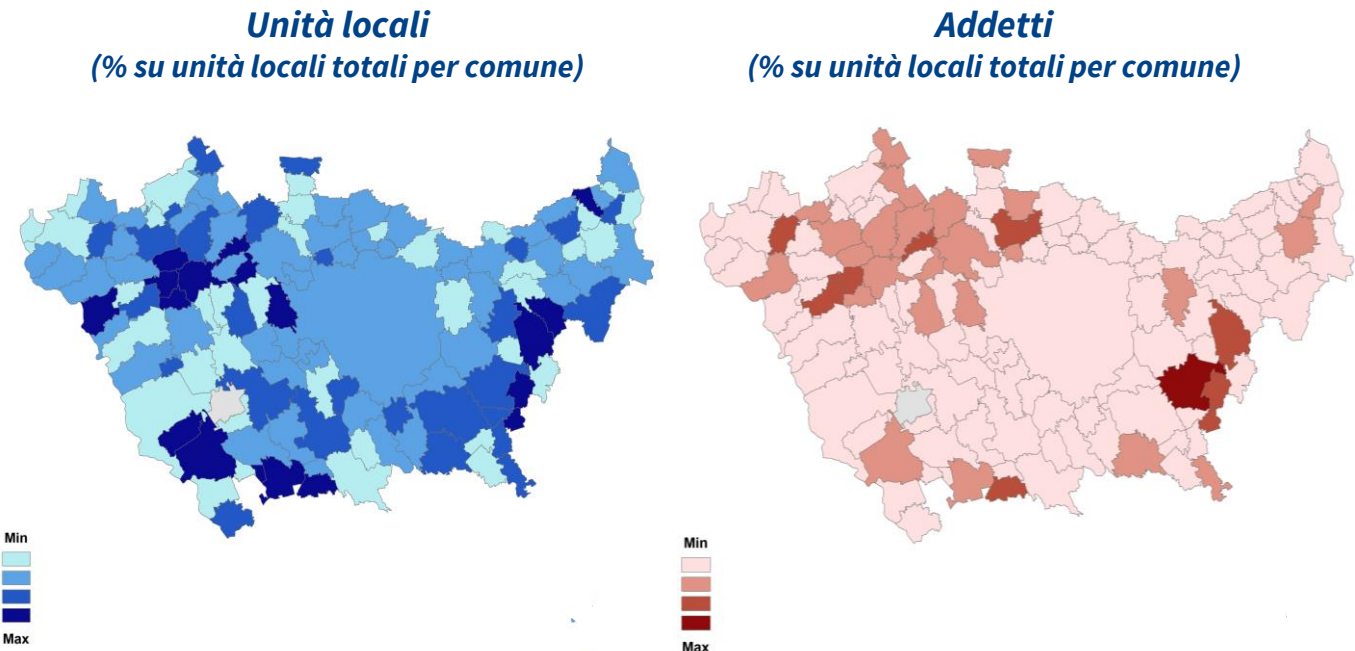 Unità locali
(% su unità locali totali per comune)
Addetti
(% su unità locali totali per comune)
Min
Max
Min
Max